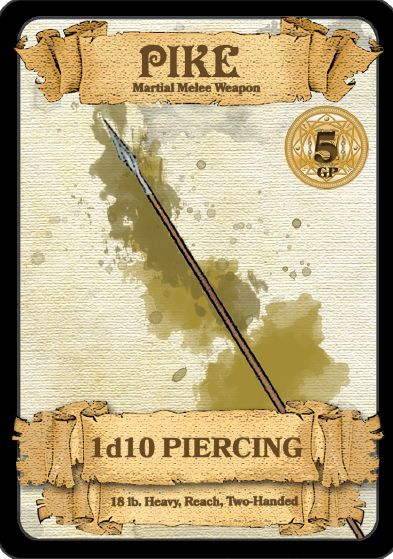 PIKE
Martial Melee Weapon
5
GP
1d10 PIERCING
18 lb. Heavy, Reach, Two-Handed